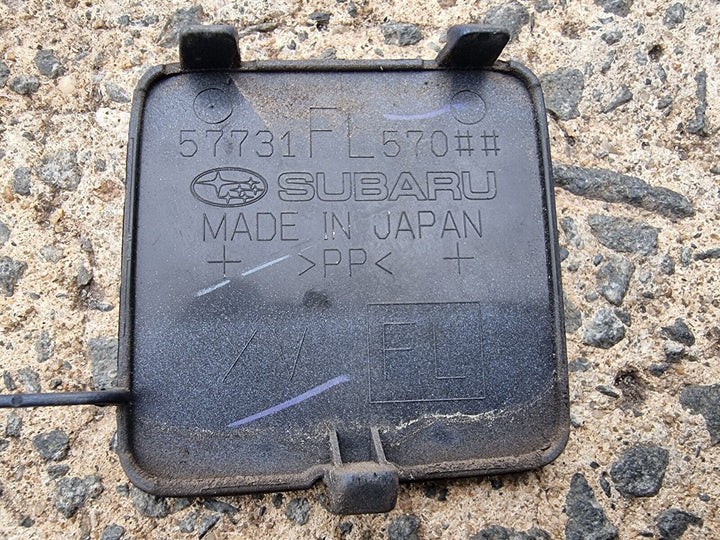 57731FL570##
SUBARU
MADE IN JAPAN
+ >PP< +
FL